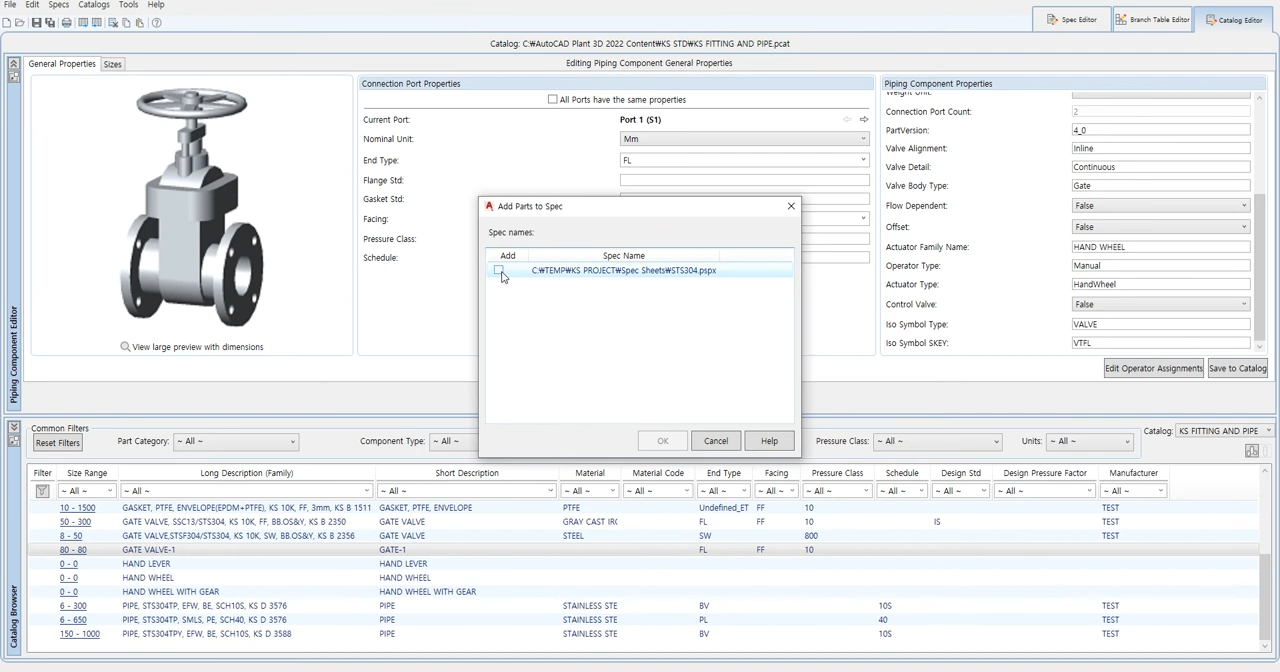 File Edit Specs Catalogs Tools Help
Spec Editor Branch Table Editor Catalog Editor
Catalog: C:₩AutoCAD Plant 3D 2022 Content₩KS STD₩KS FITTING AND PIPE.pcat
General Properties Sizes Editing Piping Component General Properties
Connection Port Properties
All Ports have the same properties
Current Port: Port 1 (S1)
Nominal Unit: Mm
End Type: FL
Flange Std:
Gasket Std:
Facing:
Pressure Class:
Schedule:
View large preview with dimensions
Piping Component Properties
Weight Unit:
Connection Port Count: 2
PartVersion: 4_0
Valve Alignment: Inline
Valve Detail: Continuous
Valve Body Type: Gate
Flow Dependent: False
Offset: False
Actuator Family Name: HAND WHEEL
Operator Type: Manual
Actuator Type: HandWheel
Control Valve: False
Iso Symbol Type: VALVE
Iso Symbol SKEY: VTFL
Edit Operator Assignments Save to Catalog
Piping Component Editor
Add Parts to Spec
Spec names:
Add Spec Name
C:₩TEMP₩KS PROJECT₩Spec Sheets₩STS304.pspx
OK Cancel Help
Common Filters
Reset Filters Part Category: ~ All ~ Component Type: ~ All ~ Pressure Class: ~ All ~ Units: ~ All ~ Catalog: KS FITTING AND PIPE
Filter Size Range Long Description (Family) Short Description Material Material Code End Type Facing Pressure Class Schedule Design Std Design Pressure Factor Manufacturer
~ All ~ ~ All ~ ~ All ~ ~ All ~ ~ All ~ ~ All ~ ~ All ~ ~ All ~ ~ All ~ ~ All ~ ~ All ~ ~ All ~
10 - 1500 GASKET, PTFE, ENVELOPE(EPDM+PTFE), KS 10K, FF, 3mm, KS B 1511 GASKET, PTFE, ENVELOPE PTFE Undefined_ET FF 10 TEST
50 - 300 GATE VALVE, SSC13/STS304, KS 10K, FF, BB.OS&Y, KS B 2350 GATE VALVE GRAY CAST IRC FL FF 10 IS TEST
8 - 50 GATE VALVE,STSF304/STS304, KS 10K, SW, BB.OS&Y, KS B 2356 GATE VALVE STEEL SW 800 TEST
80 - 80 GATE VALVE-1 GATE-1 FL FF 10
0 - 0 HAND LEVER HAND LEVER
0 - 0 HAND WHEEL HAND WHEEL
0 - 0 HAND WHEEL WITH GEAR HAND WHEEL WITH GEAR
6 - 300 PIPE, STS304TP, EFW, BE, SCH10S, KS D 3576 PIPE STAINLESS STE BV 10S TEST
6 - 650 PIPE, STS304TP, SMLS, PE, SCH40, KS D 3576 PIPE STAINLESS STE PL 40 TEST
150 - 1000 PIPE, STS304TPY, EFW, BE, SCH10S, KS D 3588 PIPE STAINLESS STE BV 10S TEST
Catalog Browser